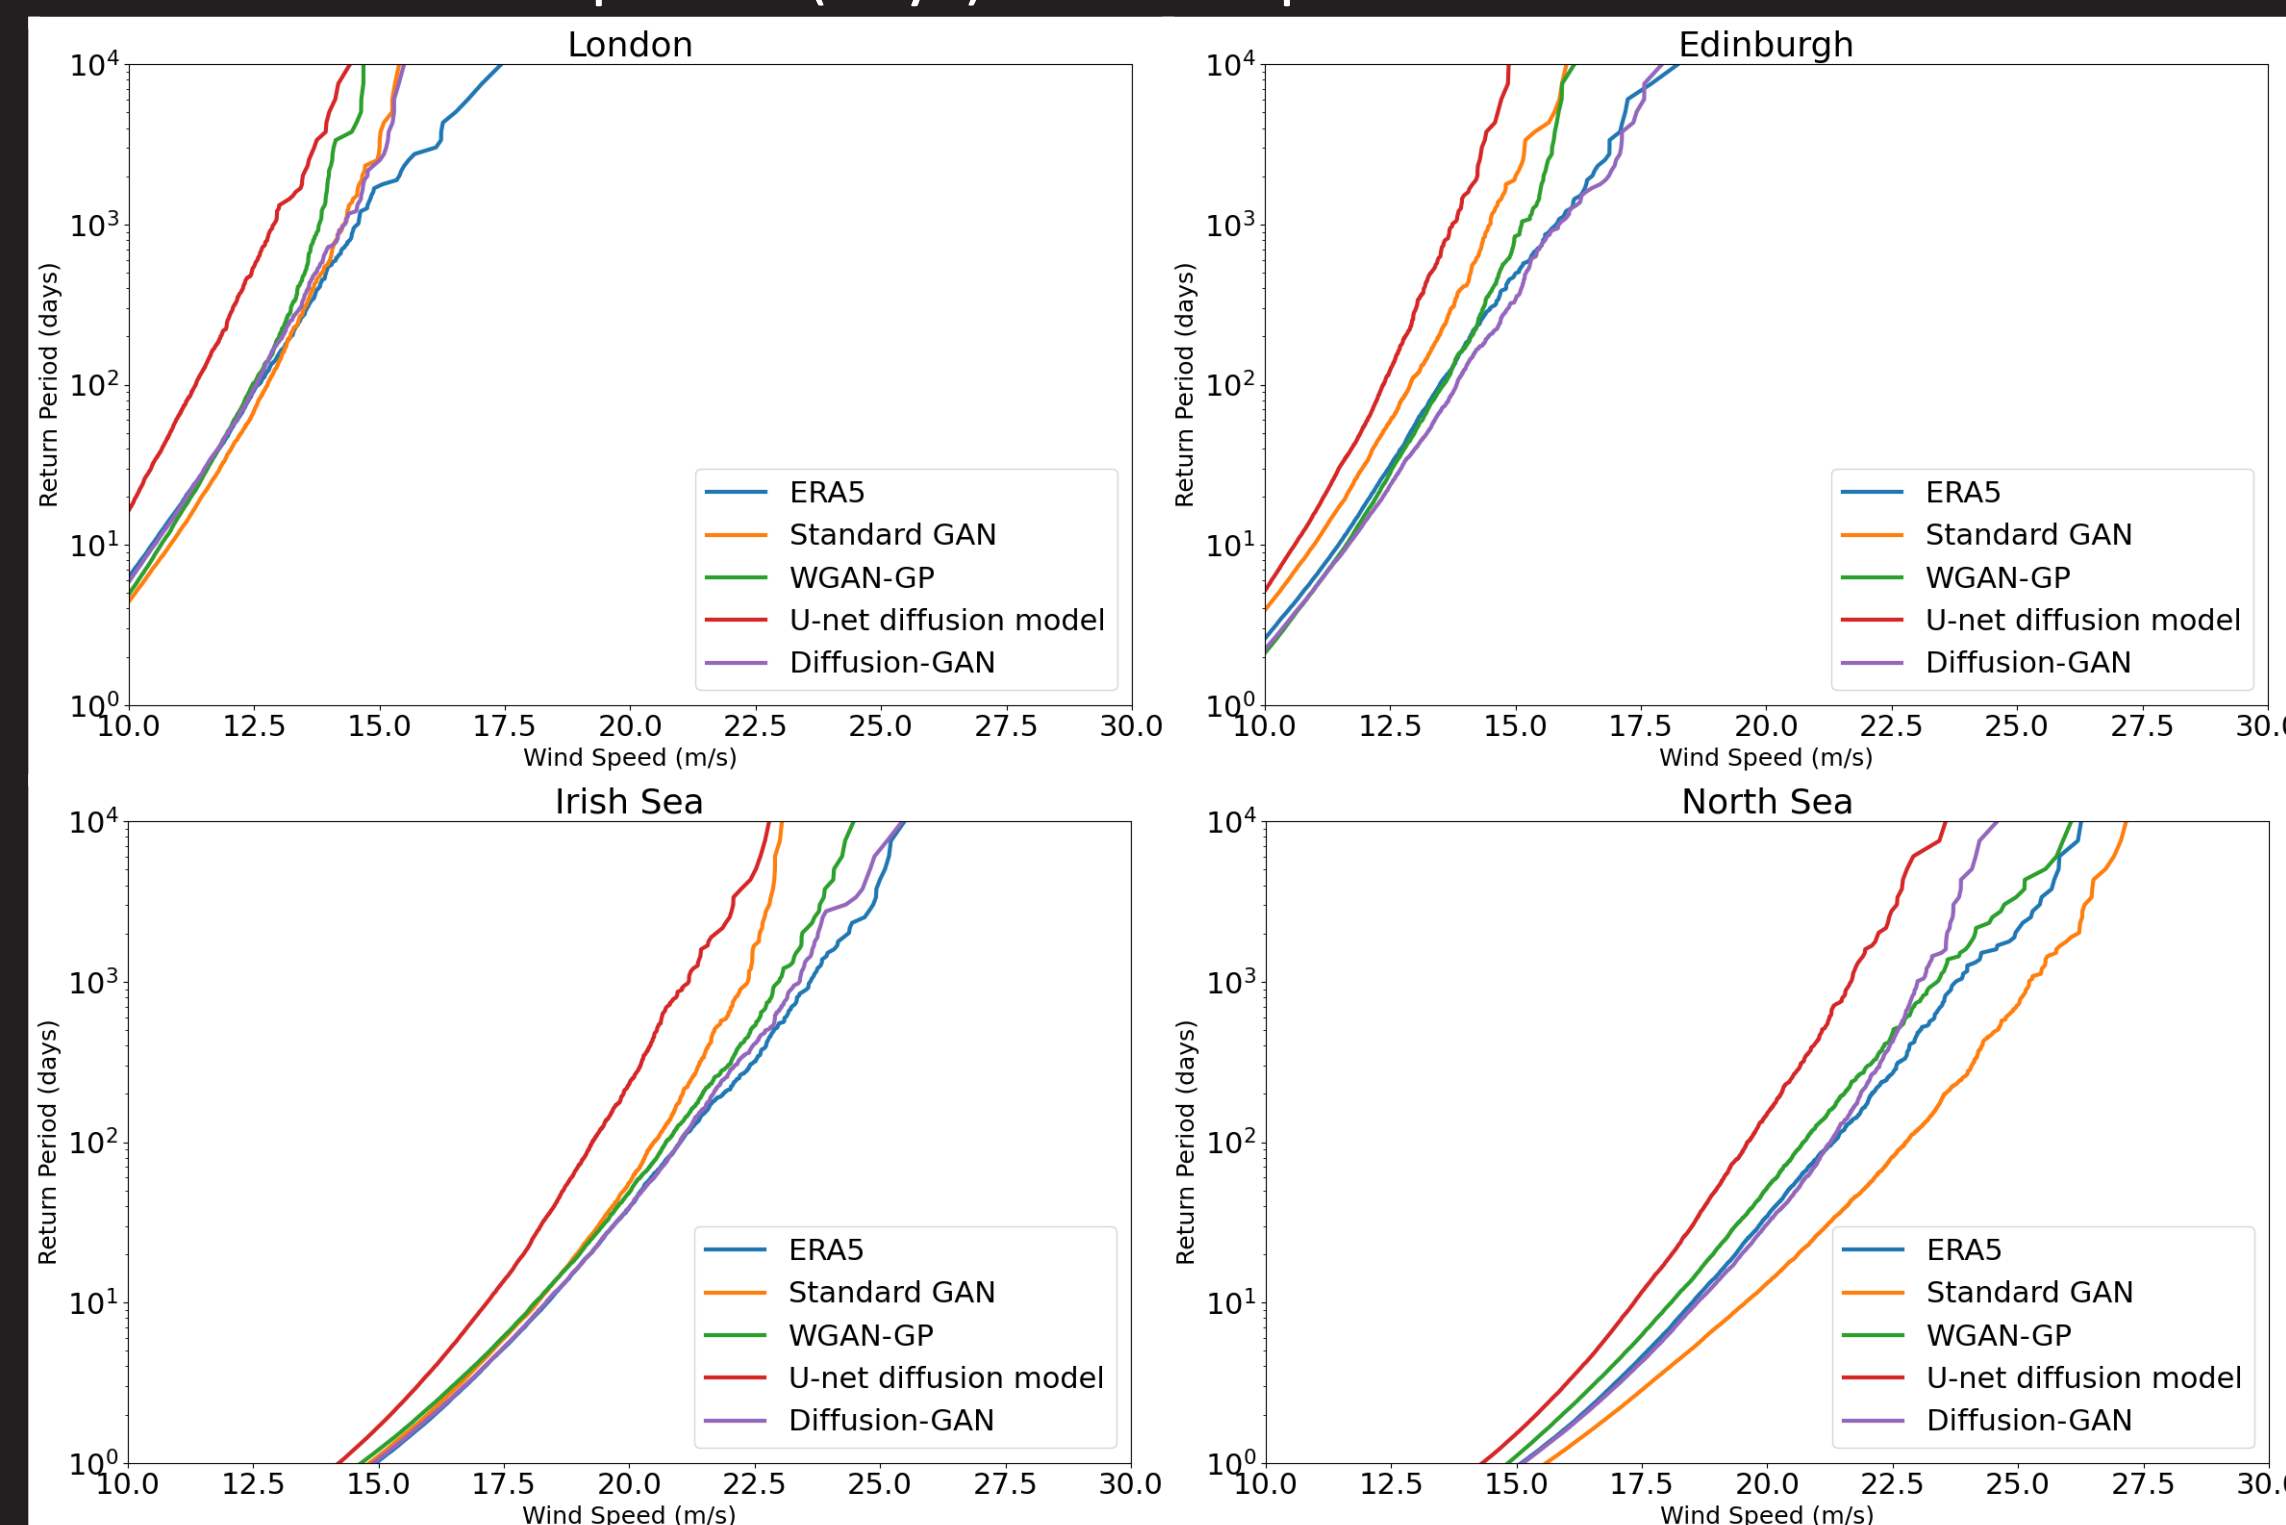 London
10⁴
10³
10²
10¹
10⁰
Return Period (days)
10.0 12.5 15.0 17.5 20.0 22.5 25.0 27.5 30.0
Wind Speed (m/s)
ERA5
Standard GAN
WGAN-GP
U-net diffusion model
Diffusion-GAN
Edinburgh
10⁴
10³
10²
10¹
10⁰
Return Period (days)
10.0 12.5 15.0 17.5 20.0 22.5 25.0 27.5 30.0
Wind Speed (m/s)
ERA5
Standard GAN
WGAN-GP
U-net diffusion model
Diffusion-GAN
Irish Sea
10⁴
10³
10²
10¹
10⁰
Return Period (days)
10.0 12.5 15.0 17.5 20.0 22.5 25.0 27.5 30.0
Wind Speed (m/s)
ERA5
Standard GAN
WGAN-GP
U-net diffusion model
Diffusion-GAN
North Sea
10⁴
10³
10²
10¹
10⁰
Return Period (days)
10.0 12.5 15.0 17.5 20.0 22.5 25.0 27.5 30.0
Wind Speed (m/s)
ERA5
Standard GAN
WGAN-GP
U-net diffusion model
Diffusion-GAN